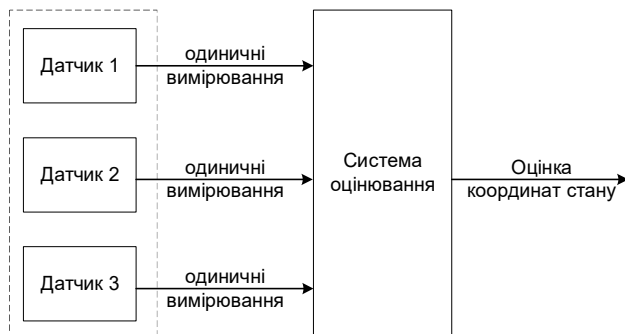 Датчик 1
одиничні
вимірювання
Датчик 2
одиничні
вимірювання
Датчик 3
одиничні
вимірювання
Система
оцінювання
Оцінка
координат стану